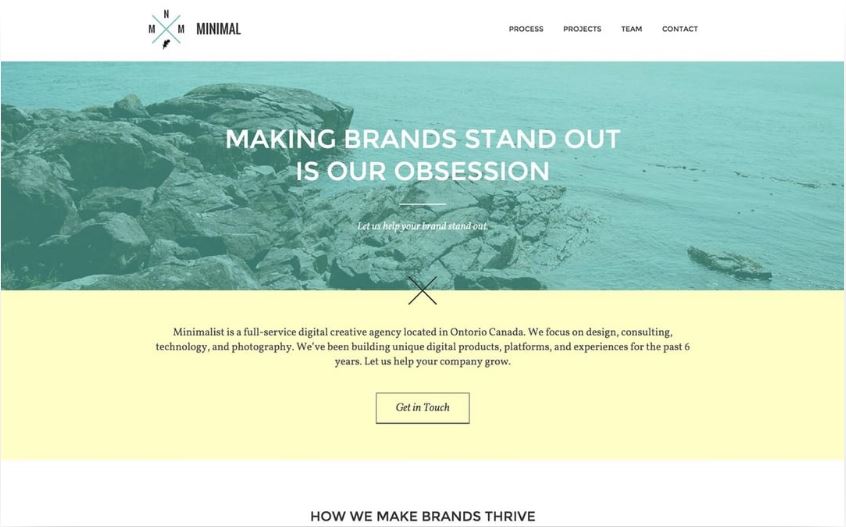 N
M M MINIMAL
PROCESS PROJECTS TEAM CONTACT
MAKING BRANDS STAND OUT
IS OUR OBSESSION
Let us help your brand stand out.
Minimalist is a full-service digital creative agency located in Ontorio Canada. We focus on design, consulting,
technology, and photography. We've been building unique digital products, platforms, and experiences for the past 6
years. Let us help your company grow.
Get in Touch
HOW WE MAKE BRANDS THRIVE